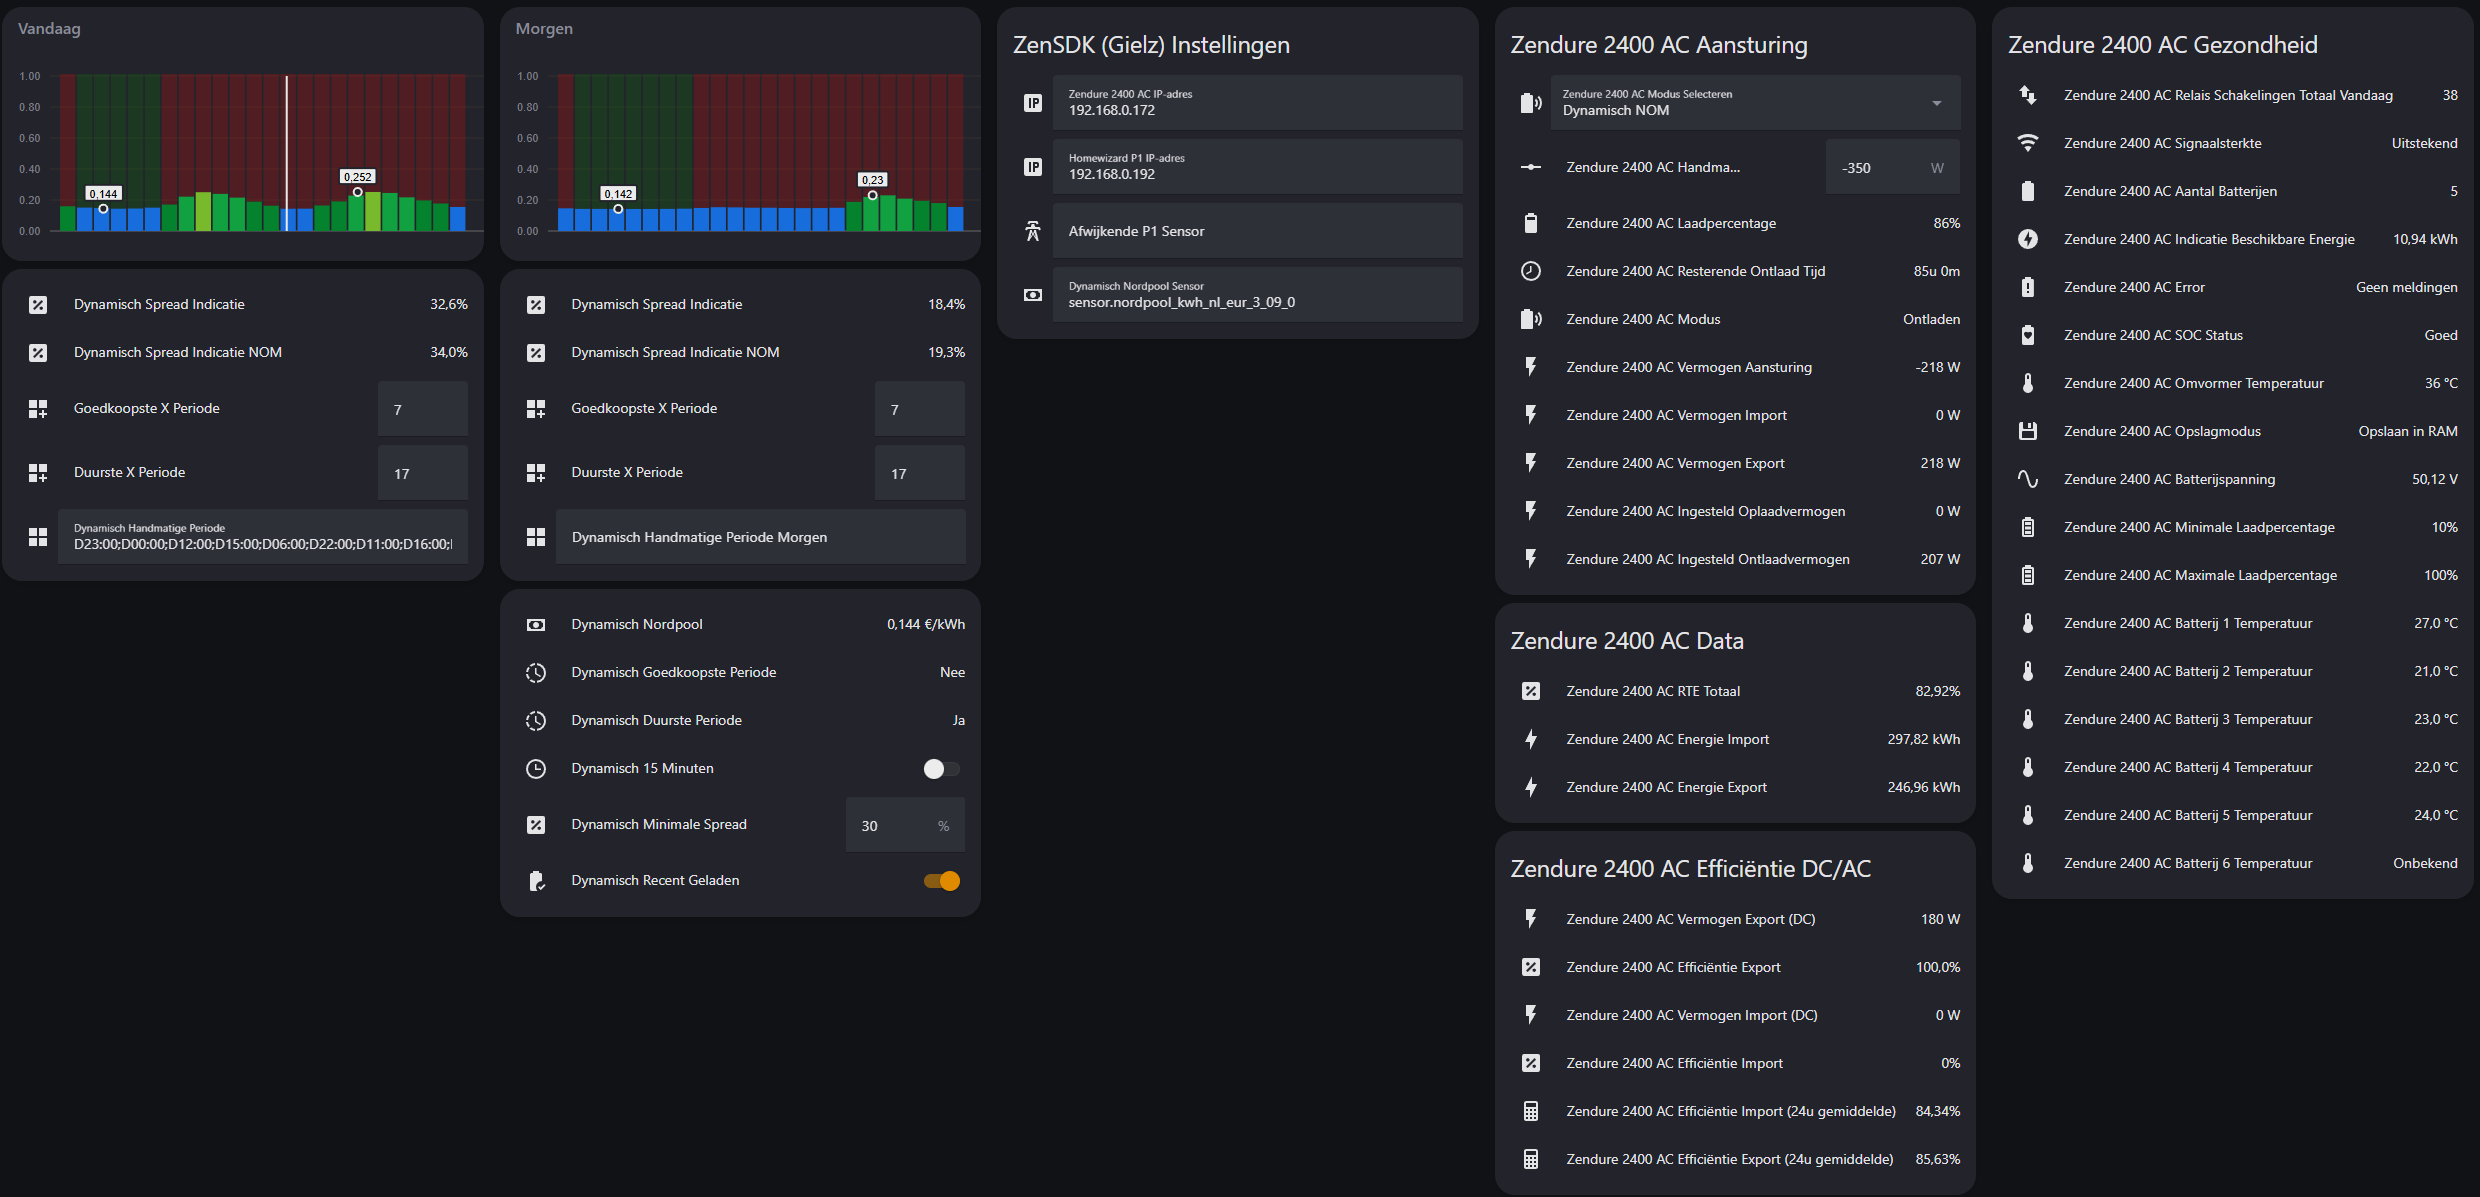 Vandaag
1.00
0.80
0.60
0.40
0.20
0.00
0,144
0,252
Dynamisch Spread Indicatie 32,6%
Dynamisch Spread Indicatie NOM 34,0%
Goedkoopste X Periode 7
Duurste X Periode 17
Dynamisch Handmatige Periode
D23:00;D00:00;D12:00;D15:00;D06:00;D22:00;D11:00;D16:00;
Morgen
1.00
0.80
0.60
0.40
0.20
0.00
0,142
0,23
Dynamisch Spread Indicatie 18,4%
Dynamisch Spread Indicatie NOM 19,3%
Goedkoopste X Periode 7
Duurste X Periode 17
Dynamisch Handmatige Periode Morgen
Dynamisch Nordpool 0,144 €/kWh
Dynamisch Goedkoopste Periode Nee
Dynamisch Duurste Periode Ja
Dynamisch 15 Minuten
Dynamisch Minimale Spread 30 %
Dynamisch Recent Geladen
ZenSDK (Gielz) Instellingen
IP
Zendure 2400 AC IP-adres
192.168.0.172
IP
Homewizard P1 IP-adres
192.168.0.192
Afwijkende P1 Sensor
Dynamisch Nordpool Sensor
sensor.nordpool_kwh_nl_eur_3_09_0
Zendure 2400 AC Aansturing
Zendure 2400 AC Modus Selecteren
Dynamisch NOM
Zendure 2400 AC Handma... -350 W
Zendure 2400 AC Laadpercentage 86%
Zendure 2400 AC Resterende Ontlaad Tijd 85u 0m
Zendure 2400 AC Modus Ontladen
Zendure 2400 AC Vermogen Aansturing -218 W
Zendure 2400 AC Vermogen Import 0 W
Zendure 2400 AC Vermogen Export 218 W
Zendure 2400 AC Ingesteld Oplaadvermogen 0 W
Zendure 2400 AC Ingesteld Ontlaadvermogen 207 W
Zendure 2400 AC Data
Zendure 2400 AC RTE Totaal 82,92%
Zendure 2400 AC Energie Import 297,82 kWh
Zendure 2400 AC Energie Export 246,96 kWh
Zendure 2400 AC Efficiëntie DC/AC
Zendure 2400 AC Vermogen Export (DC) 180 W
Zendure 2400 AC Efficiëntie Export 100,0%
Zendure 2400 AC Vermogen Import (DC) 0 W
Zendure 2400 AC Efficiëntie Import 0%
Zendure 2400 AC Efficiëntie Import (24u gemiddelde) 84,34%
Zendure 2400 AC Efficiëntie Export (24u gemiddelde) 85,63%
Zendure 2400 AC Gezondheid
Zendure 2400 AC Relais Schakelingen Totaal Vandaag 38
Zendure 2400 AC Signaalsterkte Uitstekend
Zendure 2400 AC Aantal Batterijen 5
Zendure 2400 AC Indicatie Beschikbare Energie 10,94 kWh
Zendure 2400 AC Error Geen meldingen
Zendure 2400 AC SOC Status Goed
Zendure 2400 AC Omvormer Temperatuur 36 °C
Zendure 2400 AC Opslagmodus Opslaan in RAM
Zendure 2400 AC Batterijspanning 50,12 V
Zendure 2400 AC Minimale Laadpercentage 10%
Zendure 2400 AC Maximale Laadpercentage 100%
Zendure 2400 AC Batterij 1 Temperatuur 27,0 °C
Zendure 2400 AC Batterij 2 Temperatuur 21,0 °C
Zendure 2400 AC Batterij 3 Temperatuur 23,0 °C
Zendure 2400 AC Batterij 4 Temperatuur 22,0 °C
Zendure 2400 AC Batterij 5 Temperatuur 24,0 °C
Zendure 2400 AC Batterij 6 Temperatuur Onbekend